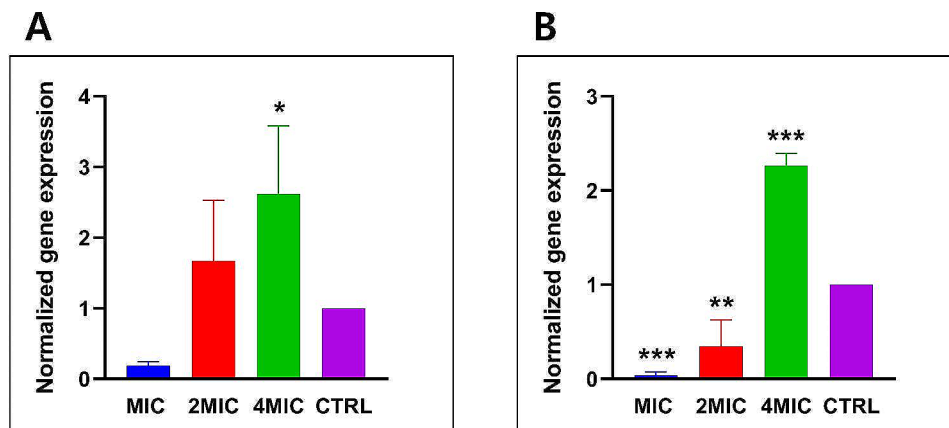 A
Normalized gene expression
4
3
2
1
0
*
MIC 2MIC 4MIC CTRL
B
Normalized gene expression
3
2
1
0
***
**
***
MIC 2MIC 4MIC CTRL